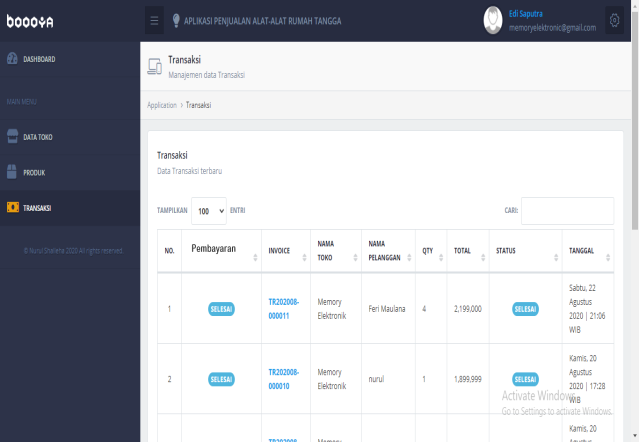 boooya
APLIKASI PENJUALAN ALAT-ALAT RUMAH TANGGA
Edi Saputra
memoryelektronic@gmail.com
DASHBOARD
MAIN MENU
DATA TOKO
PRODUK
TRANSAKSI
© Nurul Shaleha 2020 All rights reserved.
Transaksi
Manajemen data Transaksi
Application > Transaksi
Transaksi
Data Transaksi terbaru
TAMPILKAN 100 ENTRI
CARI:
NO. Pembayaran INVOICE NAMA TOKO NAMA PELANGGAN QTY TOTAL STATUS TANGGAL
1 SELESAI TR202008-000011 Memory Elektronik Feri Maulana 4 2,199,000 SELESAI Sabtu, 22 Agustus 2020 | 21:06 WIB
2 SELESAI TR202008-000010 Memory Elektronik nurul 1 1,899,999 SELESAI Kamis, 20 Agustus 2020 | 17:28 WIB
TR202008- Memory Kamis, 20 Agustus
Activate Windows
Go to Settings to activate Windows.